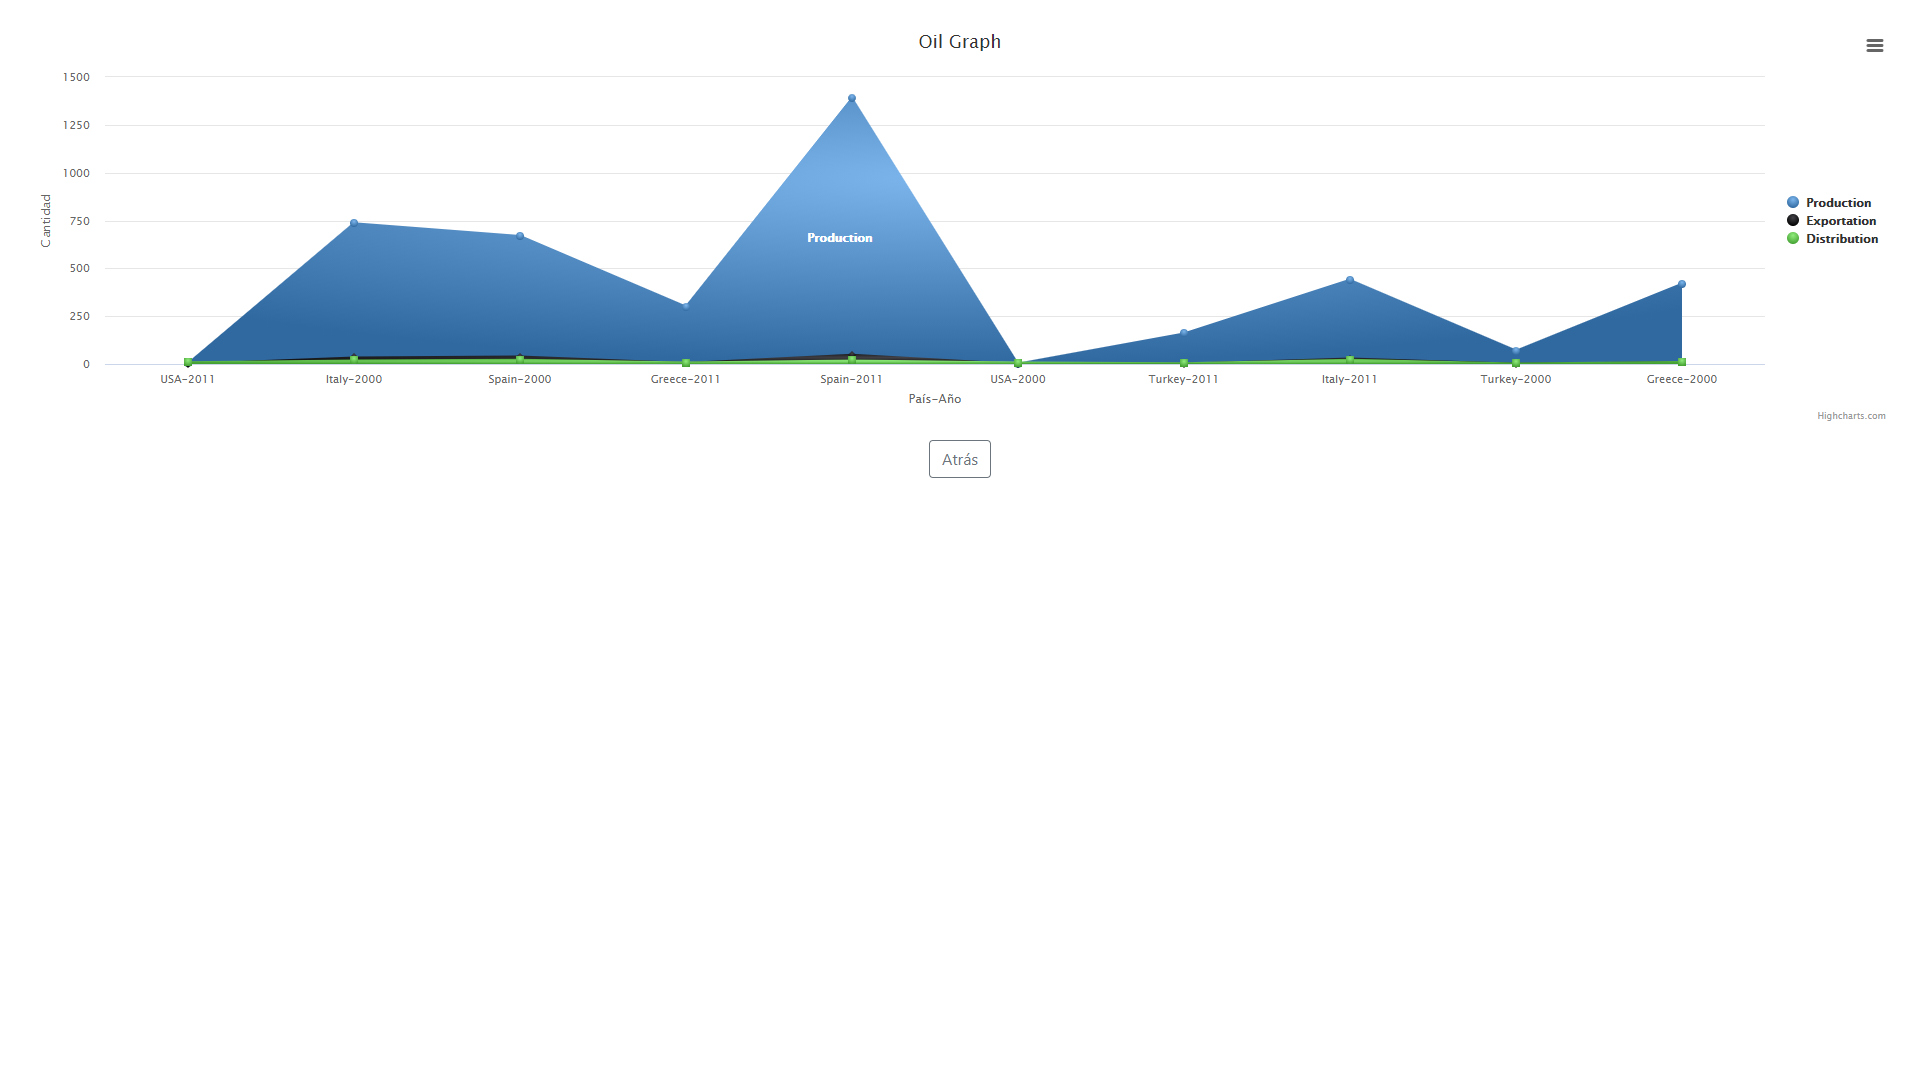 Oil Graph
1500
1250
1000
750
500
250
0
Cantidad
Production
Production
Exportation
Distribution
USA-2011 Italy-2000 Spain-2000 Greece-2011 Spain-2011 USA-2000 Turkey-2011 Italy-2011 Turkey-2000 Greece-2000
País-Año
Highcharts.com
Atrás